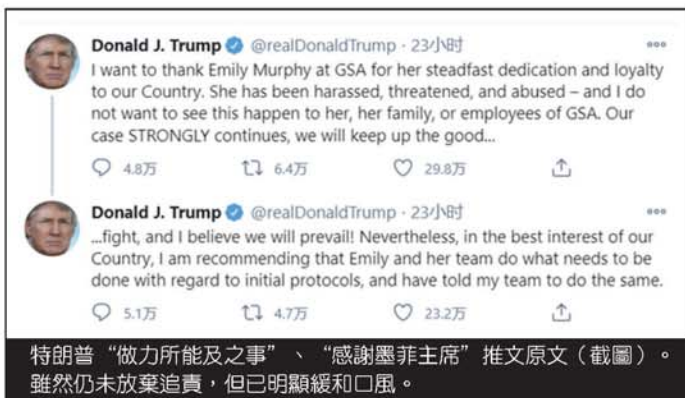 Donald J. Trump @realDonaldTrump · 23小时
I want to thank Emily Murphy at GSA for her steadfast dedication and loyalty
to our Country. She has been harassed, threatened, and abused – and I do
not want to see this happen to her, her family, or employees of GSA. Our
case STRONGLY continues, we will keep up the good...
4.8万 6.4万 29.8万
Donald J. Trump @realDonaldTrump · 23小时
...fight, and I believe we will prevail! Nevertheless, in the best interest of our
Country, I am recommending that Emily and her team do what needs to be
done with regard to initial protocols, and have told my team to do the same.
5.1万 4.7万 23.2万
特朗普“做力所能及之事”、“感謝墨菲主席”推文原文（截圖）。
雖然仍未放棄追責，但已明顯緩和口風。